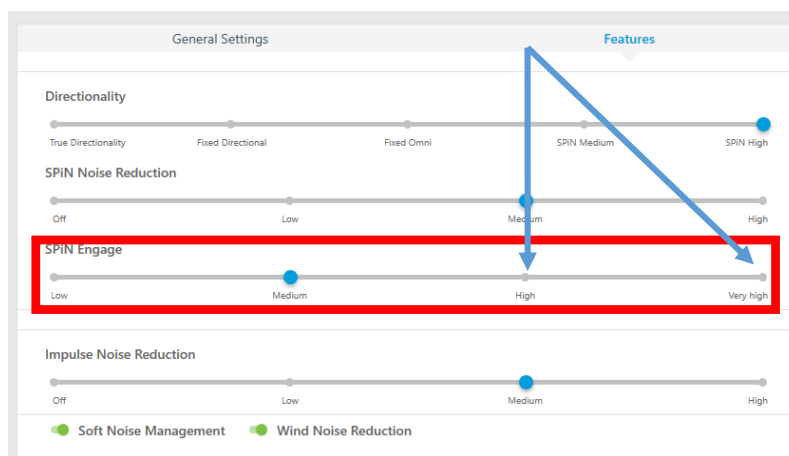 General Settings Features
Directionality
True Directionality Fixed Directional Fixed Omni SPiN Medium SPiN High
SPiN Noise Reduction
Off Low Medium High
SPiN Engage
Low Medium High Very high
Impulse Noise Reduction
Off Low Medium High
Soft Noise Management Wind Noise Reduction